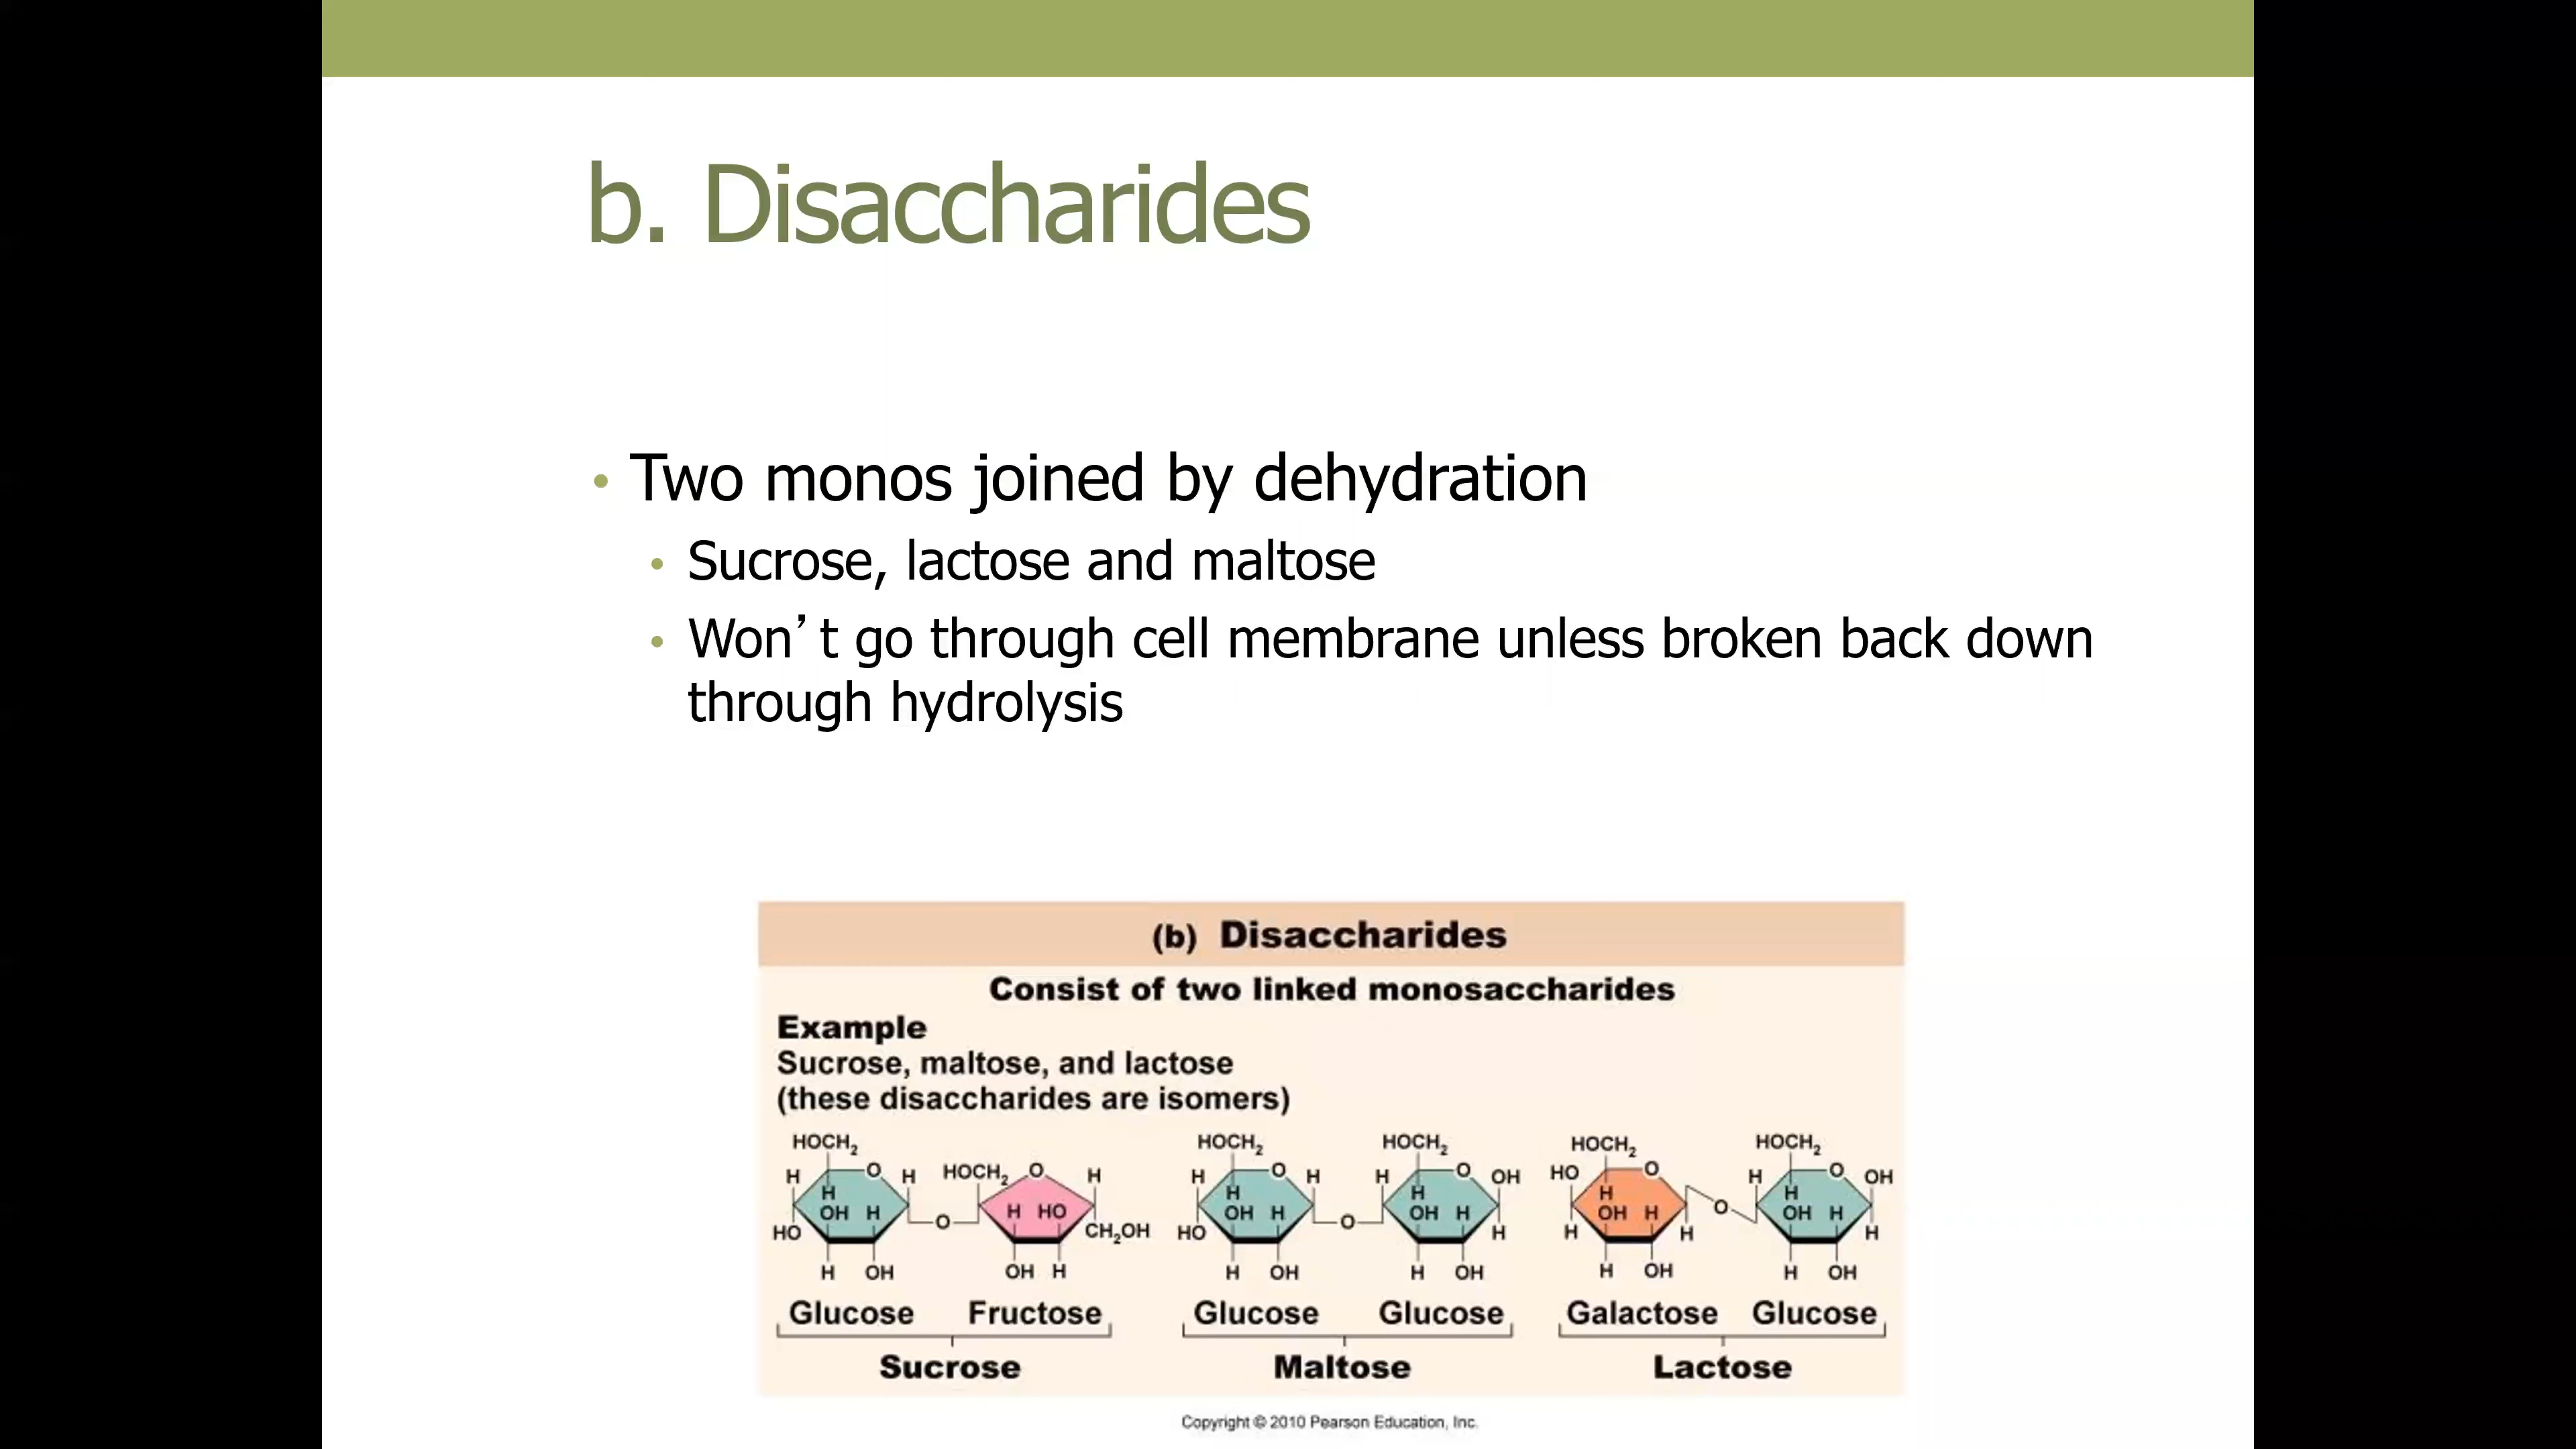 b. Disaccharides
• Two monos joined by dehydration
• Sucrose, lactose and maltose
• Won’t go through cell membrane unless broken back down
through hydrolysis
(b) Disaccharides
Consist of two linked monosaccharides
Example
Sucrose, maltose, and lactose
(these disaccharides are isomers)
HOCH₂ HOCH₂ HOCH₂ HOCH₂ HOCH₂
H O H HOCH₂ O H H O H H O OH HO O H O OH
H H H H H
OH H H HO OH H OH H OH H OH H
HO O CH₂OH HO O H H H O H
H OH OH H H OH H OH H OH H OH
Glucose Fructose Glucose Glucose Galactose Glucose
Sucrose Maltose Lactose
Copyright © 2010 Pearson Education, Inc.